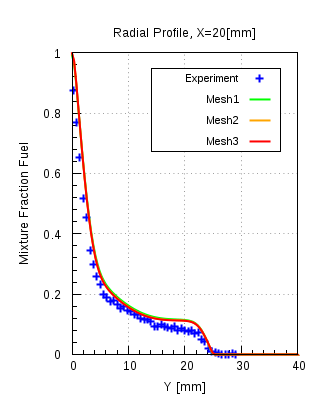 Radial Profile, X=20[mm]
Experiment
Mesh1
Mesh2
Mesh3
Mixture Fraction Fuel
1
0.8
0.6
0.4
0.2
0
0 10 20 30 40
Y [mm]